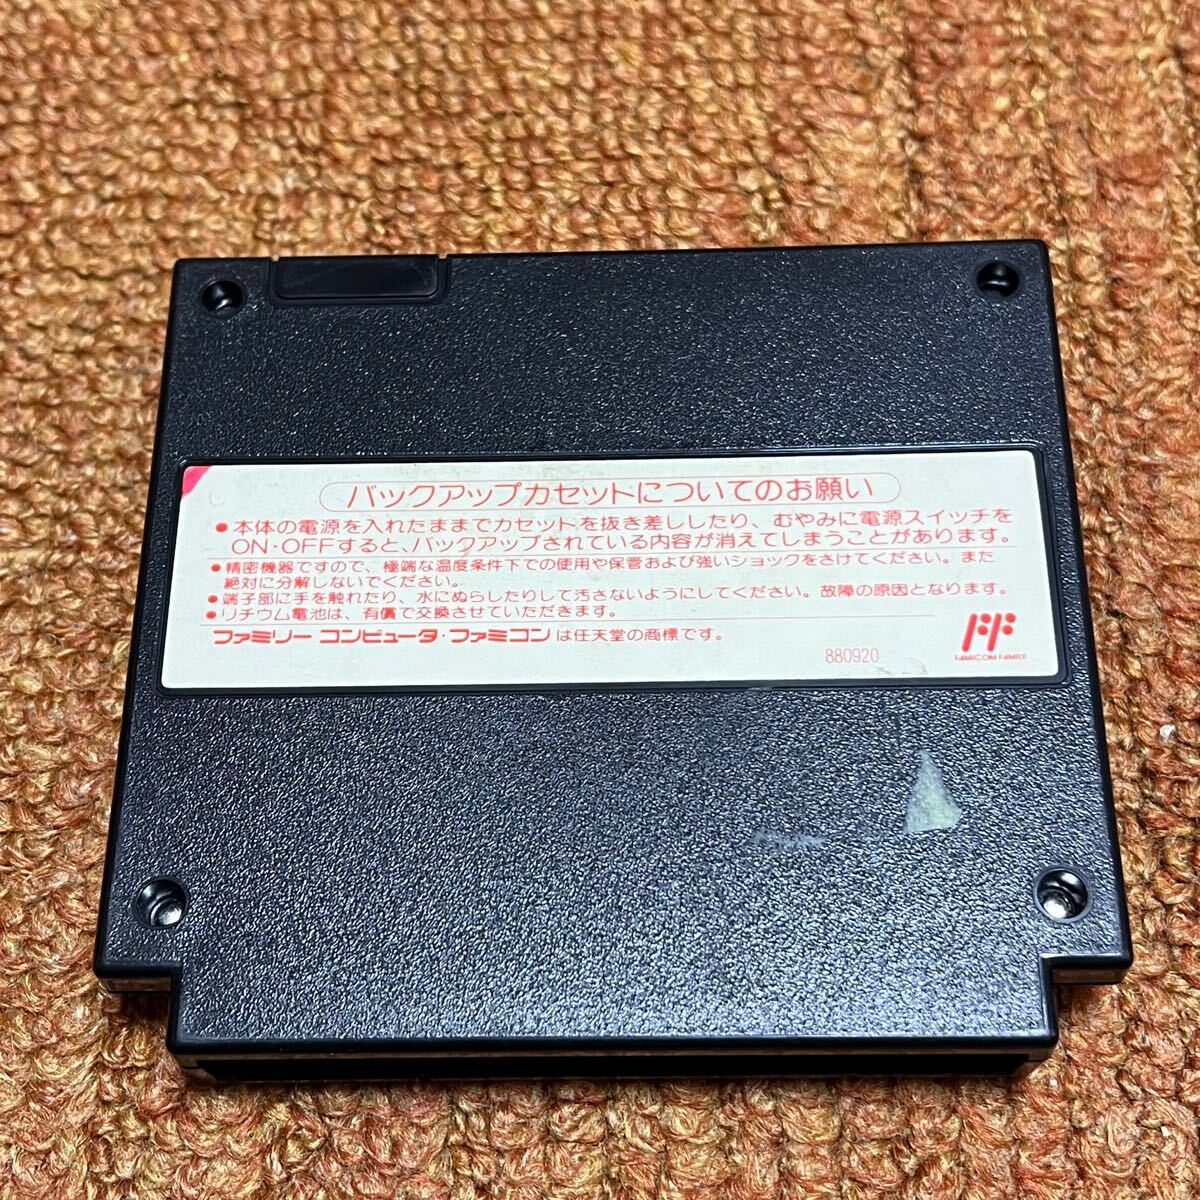 バックアップカセットについてのお願い
●本体の電源を入れたままでカセットを抜き差ししたり、むやみに電源スイッチを
ON・OFFすると、バックアップされている内容が消えてしまうことがあります。
●精密機器ですので、極端な温度条件下での使用や保管および強いショックをさけてください。また
絶対に分解しないでください。
●端子部に手を触れたり、水にぬらしたりして汚さないようにしてください。故障の原因となります。
●リチウム電池は、有償で交換させていただきます。
ファミリー コンピュータ・ファミコンは任天堂の商標です。
880920
FAMICOM FAMILY